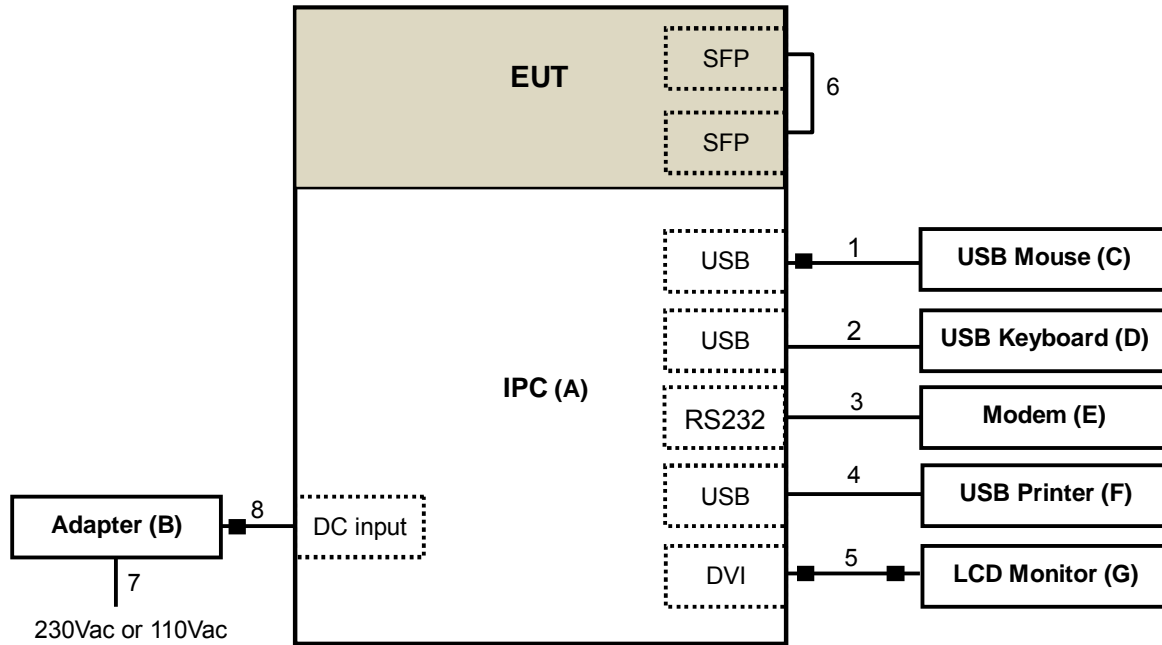 SFP
EUT
6
SFP
USB
1
USB Mouse (C)
USB
2
USB Keyboard (D)
IPC (A)
RS232
3
Modem (E)
USB
4
USB Printer (F)
Adapter (B)
8
DC input
DVI
5
LCD Monitor (G)
7
230Vac or 110Vac